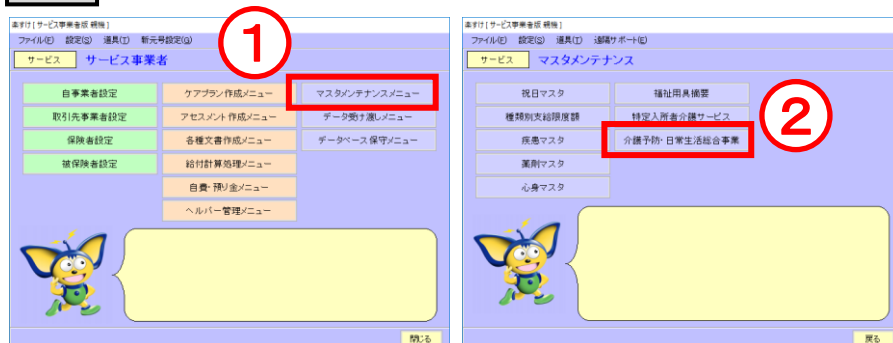 楽すけ [ サービス事業者版 親機 ]
ファイル(F) 設定(S) 道具(T) 新元号設定(G)
サービス サービス事業者
①
自事業者設定 ケアプラン作成メニュー マスタメンテナンスメニュー
取引先事業者設定 アセスメント作成メニュー データ受け渡しメニュー
保険者設定 各種文書作成メニュー データベース保守メニュー
被保険者設定 給付計算処理メニュー
自費・預り金メニュー
ヘルパー管理メニュー
閉じる
楽すけ [ サービス事業者版 親機 ]
ファイル(F) 設定(S) 道具(T) 遠隔サポート(E)
サービス マスタメンテナンス
②
祝日マスタ 福祉用具摘要
種類別支給限度額 特定入所者介護サービス
疾患マスタ 介護予防・日常生活総合事業
薬剤マスタ
心身マスタ
戻る